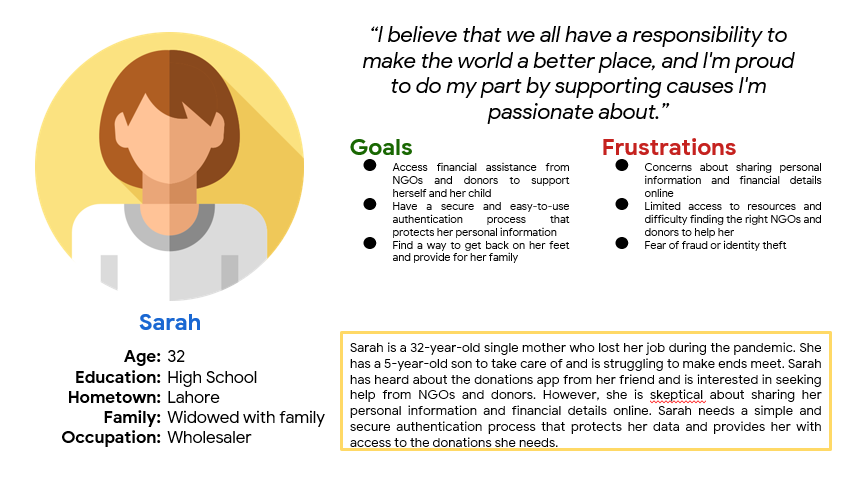 “I believe that we all have a responsibility to
make the world a better place, and I'm proud
to do my part by supporting causes I'm
passionate about.”
Goals
Access financial assistance from
NGOs and donors to support
herself and her child
Have a secure and easy-to-use
authentication process that
protects her personal information
Find a way to get back on her feet
and provide for her family
Frustrations
Concerns about sharing personal
information and financial details
online
Limited access to resources and
difficulty finding the right NGOs and
donors to help her
Fear of fraud or identity theft
Sarah
Age: 32
Education: High School
Hometown: Lahore
Family: Widowed with family
Occupation: Wholesaler
Sarah is a 32-year-old single mother who lost her job during the pandemic. She
has a 5-year-old son to take care of and is struggling to make ends meet. Sarah
has heard about the donations app from her friend and is interested in seeking
help from NGOs and donors. However, she is skeptical about sharing her
personal information and financial details online. Sarah needs a simple and
secure authentication process that protects her data and provides her with
access to the donations she needs.